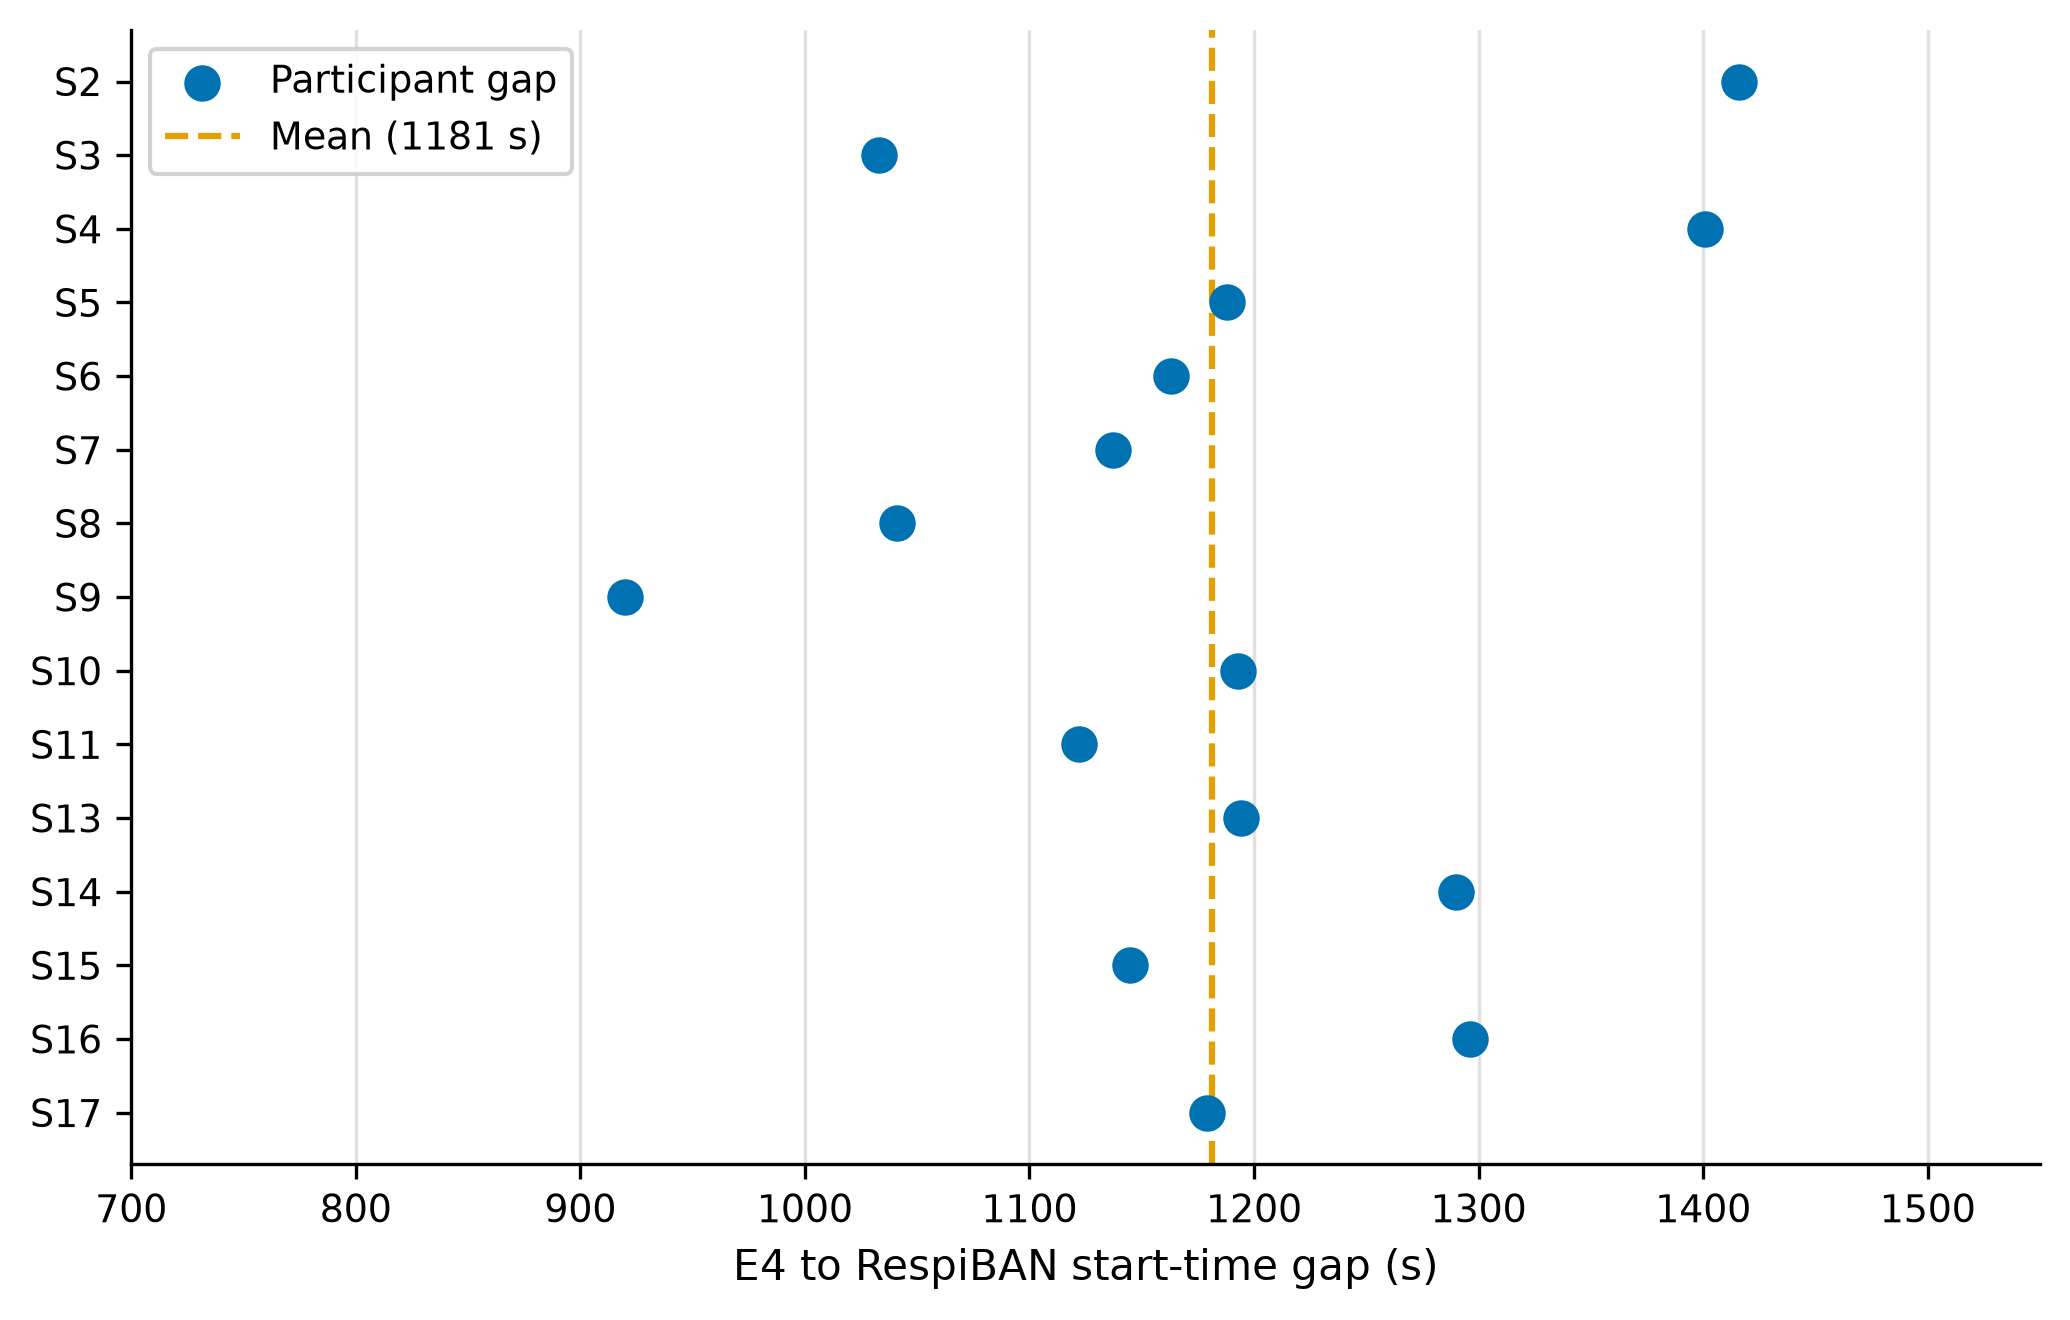 Participant gap
Mean (1181 s)
S2
S3
S4
S5
S6
S7
S8
S9
S10
S11
S13
S14
S15
S16
S17
700 800 900 1000 1100 1200 1300 1400 1500
E4 to RespiBAN start-time gap (s)